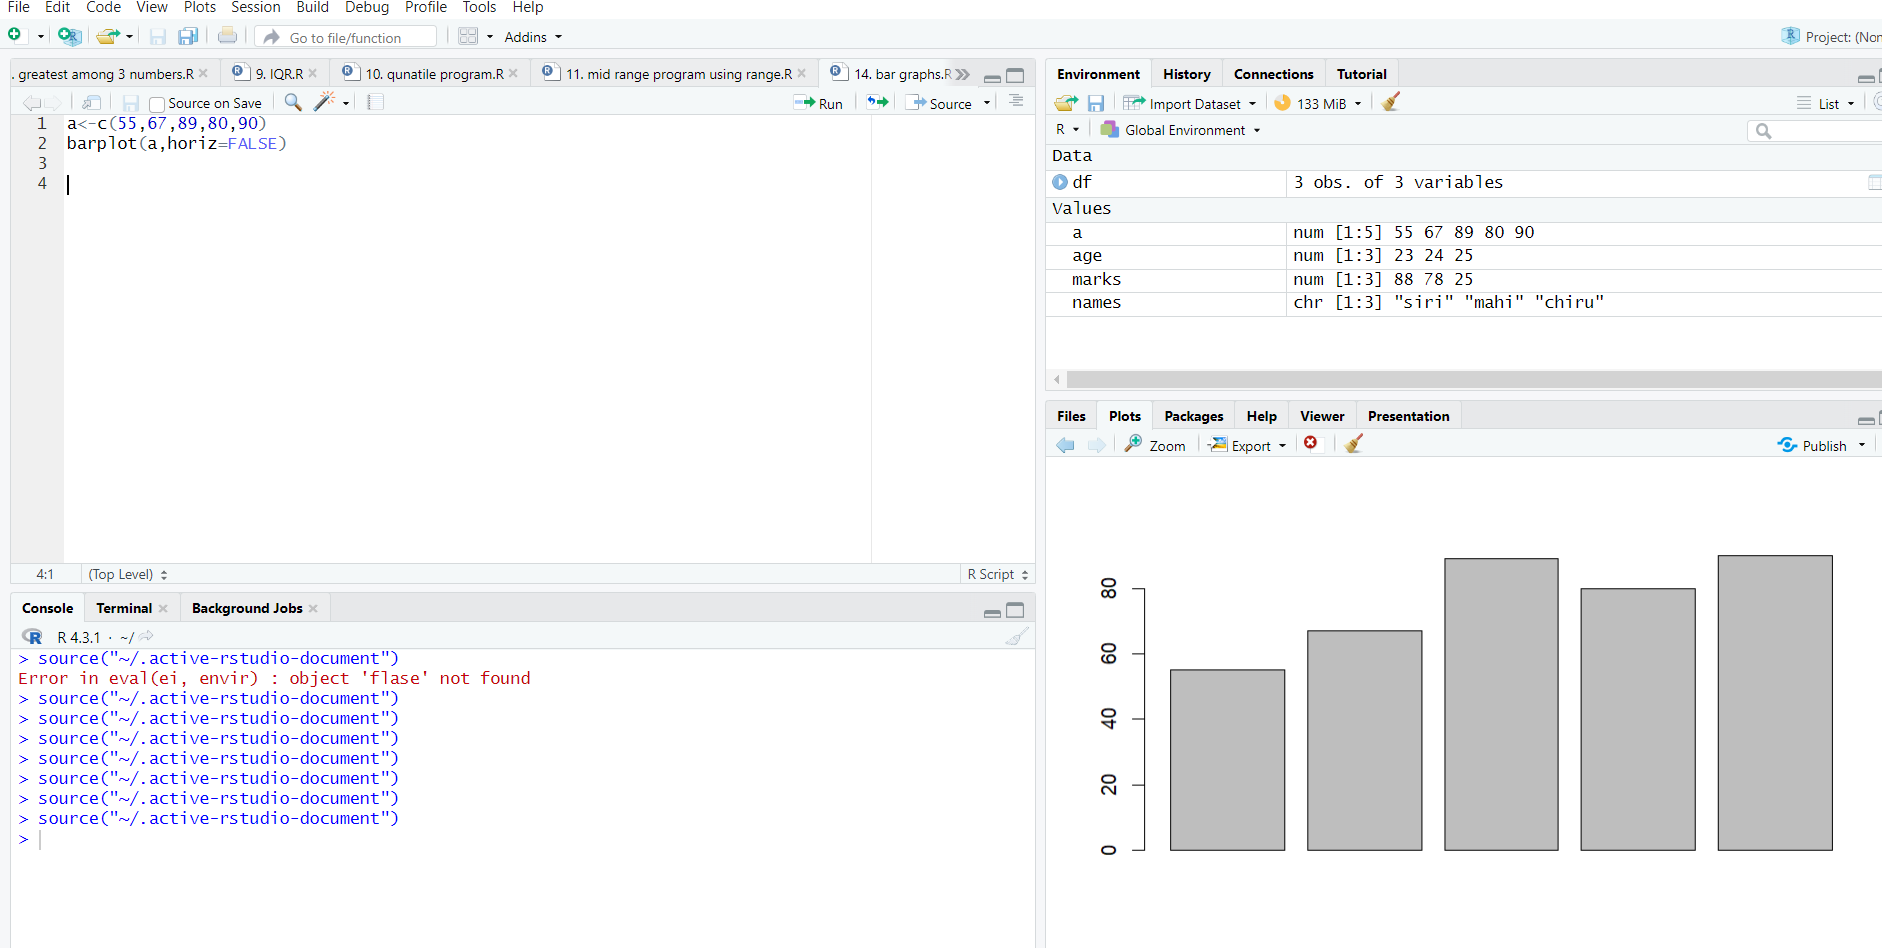 File Edit Code View Plots Session Build Debug Profile Tools Help
Go to file/function Addins Project: (Non
. greatest among 3 numbers.R 9. IQR.R 10. qunatile program.R 11. mid range program using range.R 14. bar graphs.R
Source on Save Run Source
1 a<-c(55,67,89,80,90)
2 barplot(a,horiz=FALSE)
3
4
4:1 (Top Level) R Script
Console Terminal Background Jobs
R 4.3.1 · ~/
> source("~/.active-rstudio-document")
Error in eval(ei, envir) : object 'flase' not found
> source("~/.active-rstudio-document")
> source("~/.active-rstudio-document")
> source("~/.active-rstudio-document")
> source("~/.active-rstudio-document")
> source("~/.active-rstudio-document")
> source("~/.active-rstudio-document")
> source("~/.active-rstudio-document")
>
Environment History Connections Tutorial
Import Dataset 133 MiB List
R Global Environment
Data
df 3 obs. of 3 variables
Values
a num [1:5] 55 67 89 80 90
age num [1:3] 23 24 25
marks num [1:3] 88 78 25
names chr [1:3] "siri" "mahi" "chiru"
Files Plots Packages Help Viewer Presentation
Zoom Export Publish
80
60
40
20
0